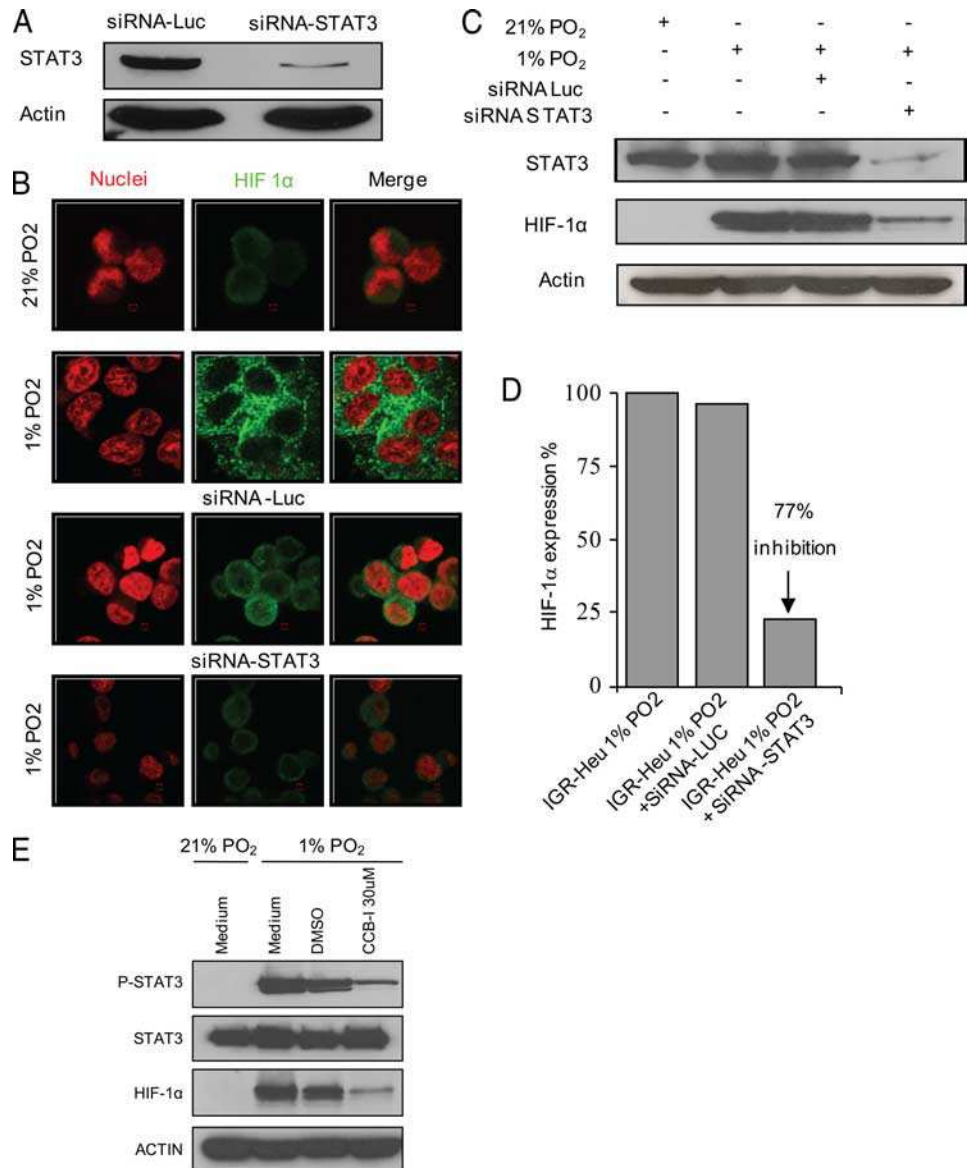 A
siRNA-Luc siRNA-STAT3
STAT3
Actin
B
Nuclei HIF 1α Merge
21% PO2
1% PO2
siRNA-Luc
1% PO2
siRNA-STAT3
1% PO2
C
21% PO2 + - - -
1% PO2 - + + +
siRNA Luc - - + -
siRNA STAT3 - - - +
STAT3
HIF-1α
Actin
D
HIF-1α expression %
100
75
50
25
0
77%
inhibition
IGR-Heu 1% PO2
IGR-Heu 1% PO2
+SiRNA-LUC
IGR-Heu 1% PO2
+SiRNA-STAT3
E
21% PO2 1% PO2
Medium Medium DMSO CCB-I 30uM
P-STAT3
STAT3
HIF-1α
ACTIN